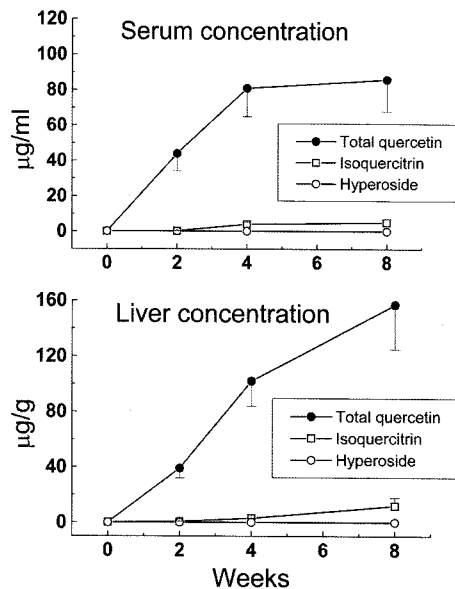 Serum concentration
120
100
80
60
40
20
0
µg/ml
Total quercetin
Isoquercitrin
Hyperoside
0 2 4 6 8
Liver concentration
160
120
80
40
0
µg/g
Total quercetin
Isoquercitrin
Hyperoside
0 2 4 6 8
Weeks